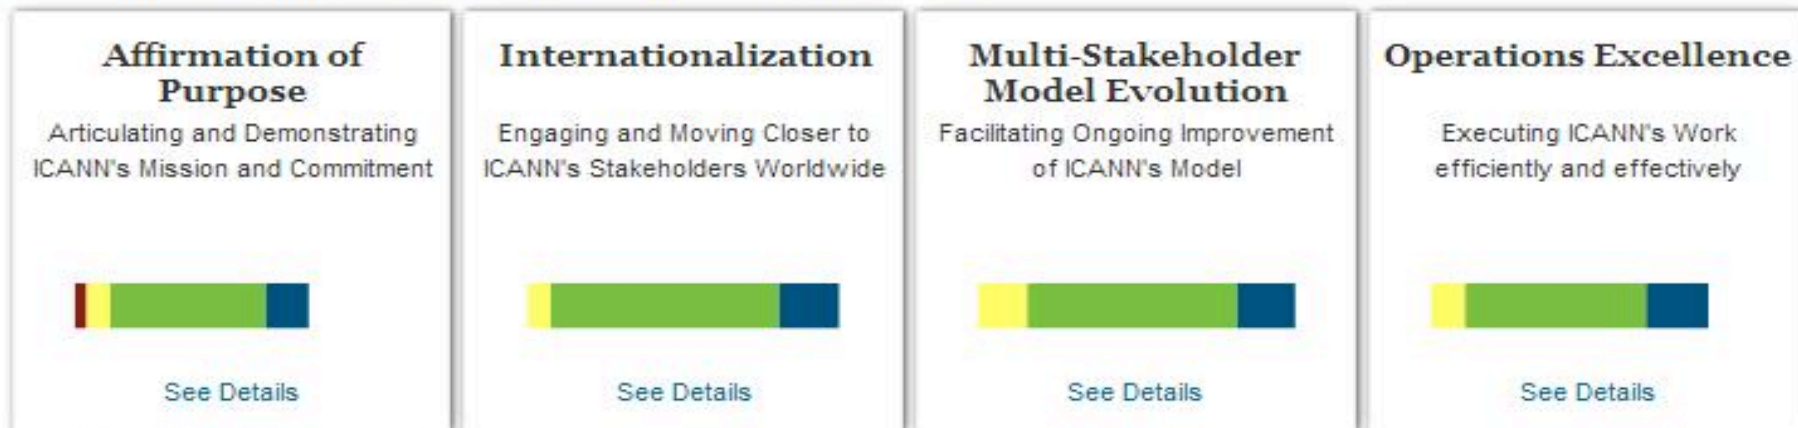 Affirmation of
Purpose
Articulating and Demonstrating
ICANN's Mission and Commitment
See Details
Internationalization
Engaging and Moving Closer to
ICANN's Stakeholders Worldwide
See Details
Multi-Stakeholder
Model Evolution
Facilitating Ongoing Improvement
of ICANN's Model
See Details
Operations Excellence
Executing ICANN's Work
efficiently and effectively
See Details